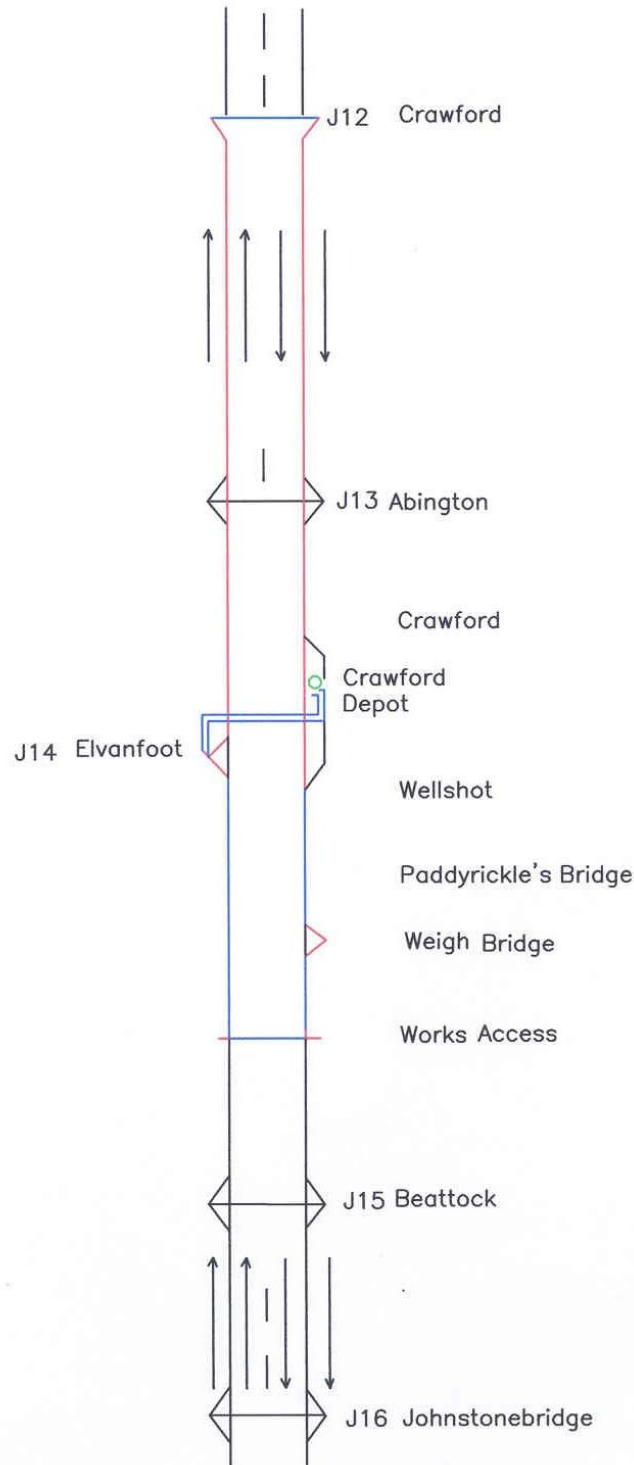 J12 Crawford
J13 Abington
Crawford
Crawford
Depot
J14 Elvanfoot
Wellshot
Paddyrickle's Bridge
Weigh Bridge
Works Access
J15 Beattock
J16 Johnstonebridge